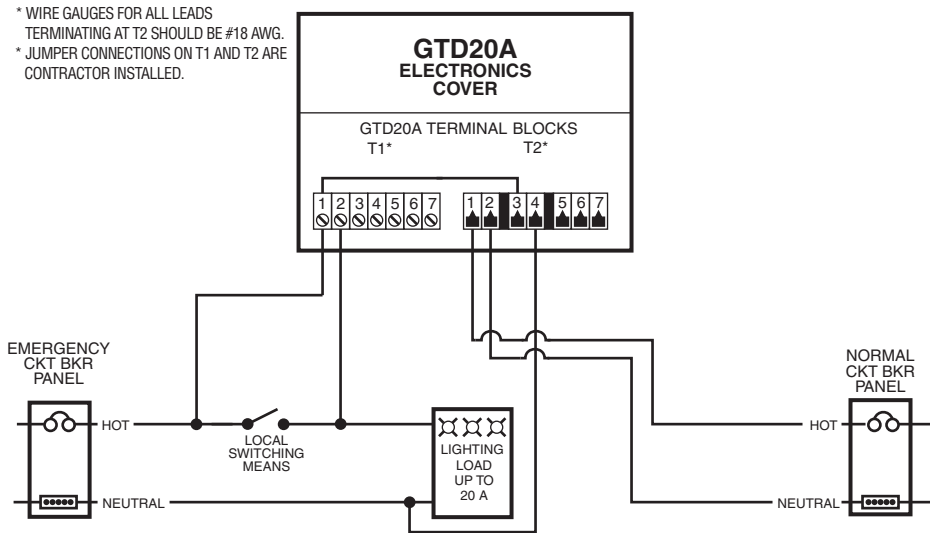 * WIRE GAUGES FOR ALL LEADS
TERMINATING AT T2 SHOULD BE #18 AWG.
* JUMPER CONNECTIONS ON T1 AND T2 ARE
CONTRACTOR INSTALLED.
GTD20A
ELECTRONICS
COVER
GTD20A TERMINAL BLOCKS
T1* T2*
1 2 3 4 5 6 7 1 2 3 4 5 6 7
EMERGENCY
CKT BKR
PANEL
HOT
LOCAL
SWITCHING
MEANS
NEUTRAL
LIGHTING
LOAD
UP TO
20 A
NORMAL
CKT BKR
PANEL
HOT
NEUTRAL